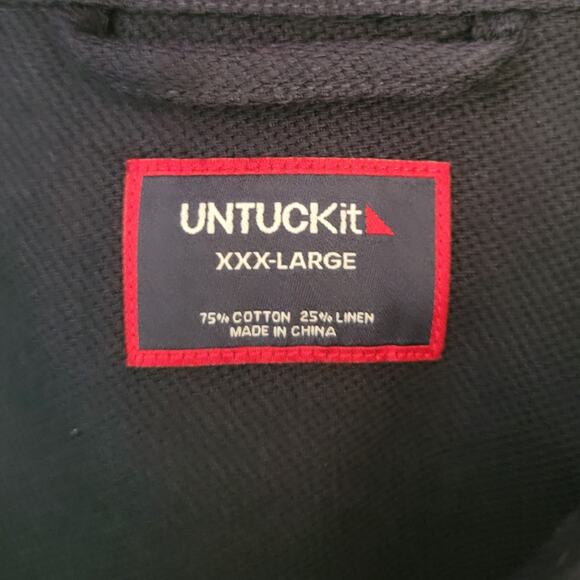 UNTUCKit
XXX-LARGE
75% COTTON 25% LINEN
MADE IN CHINA